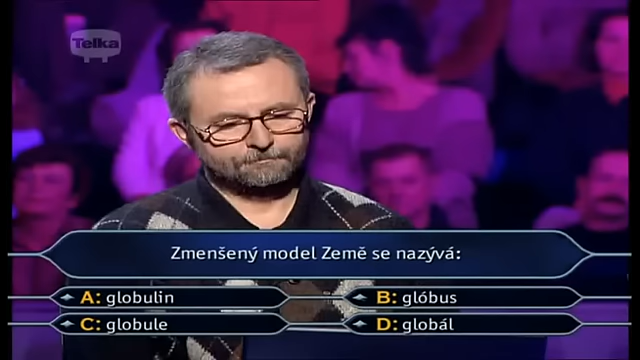 Telka
Zmenšený model Země se nazývá:
A: globulin
B: glóbus
C: globule
D: globál